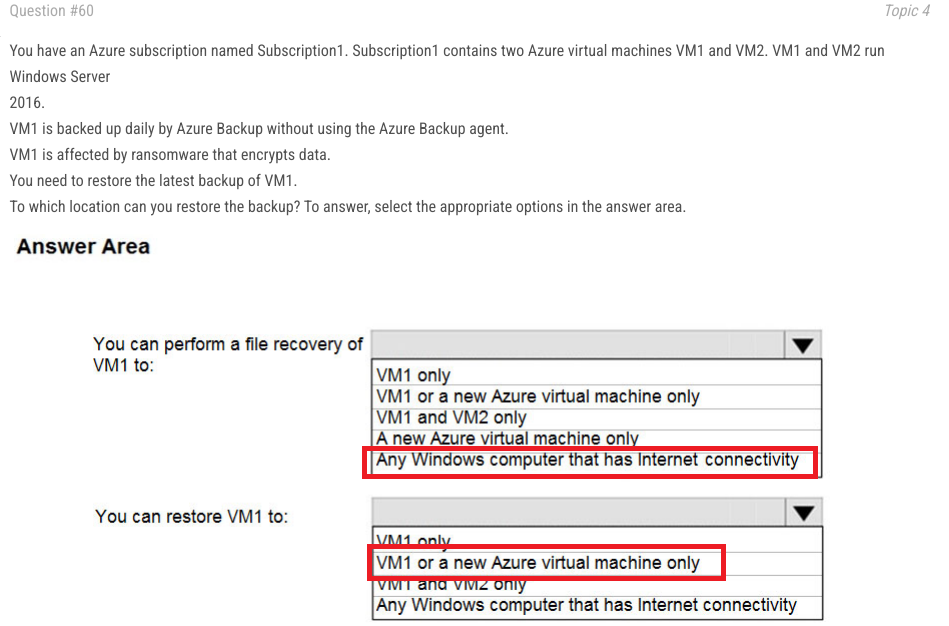 Question #60
Topic 4
You have an Azure subscription named Subscription1. Subscription1 contains two Azure virtual machines VM1 and VM2. VM1 and VM2 run
Windows Server
2016.
VM1 is backed up daily by Azure Backup without using the Azure Backup agent.
VM1 is affected by ransomware that encrypts data.
You need to restore the latest backup of VM1.
To which location can you restore the backup? To answer, select the appropriate options in the answer area.
Answer Area
You can perform a file recovery of
VM1 to:
VM1 only
VM1 or a new Azure virtual machine only
VM1 and VM2 only
A new Azure virtual machine only
Any Windows computer that has Internet connectivity
You can restore VM1 to:
VM1 only
VM1 or a new Azure virtual machine only
VM1 and VM2 only
Any Windows computer that has Internet connectivity